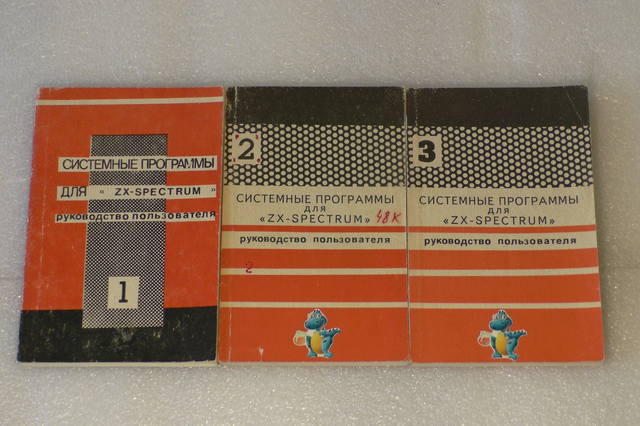 СИСТЕМНЫЕ ПРОГРАММЫ
ДЛЯ « ZX-SPECTRUM »
руководство пользователя
1
2
СИСТЕМНЫЕ ПРОГРАММЫ
для
«ZX-SPECTRUM» 48K
руководство пользователя
2
3
СИСТЕМНЫЕ ПРОГРАММЫ
для
«ZX-SPECTRUM»
руководство пользователя